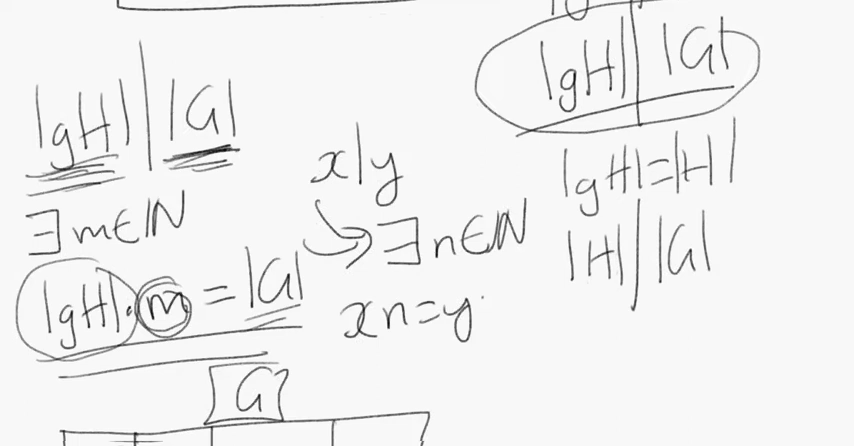 |gH| | |G|
∃m∈ℕ
|gH|·m = |G|
x|y
∃n∈ℕ
xn=y
|gH| | |G|
|gH|=|H|
|H| | |G|
G